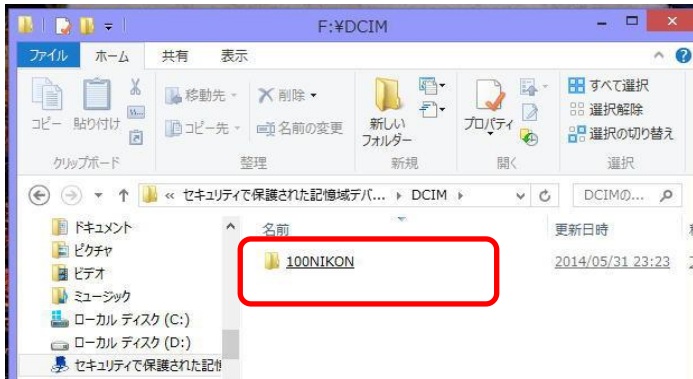 F:¥DCIM
ファイル ホーム 共有 表示
コピー 貼り付け
移動先
コピー先
削除
名前の変更
新しい
フォルダー
プロパティ
すべて選択
選択解除
選択の切り替え
クリップボード 整理 新規 開く 選択
« セキュリティで保護された記憶域デバ... DCIM DCIMの...
ドキュメント
ピクチャ
ビデオ
ミュージック
ローカル ディスク (C:)
ローカル ディスク (D:)
セキュリティで保護された記憶
名前 更新日時
100NIKON 2014/05/31 23:23